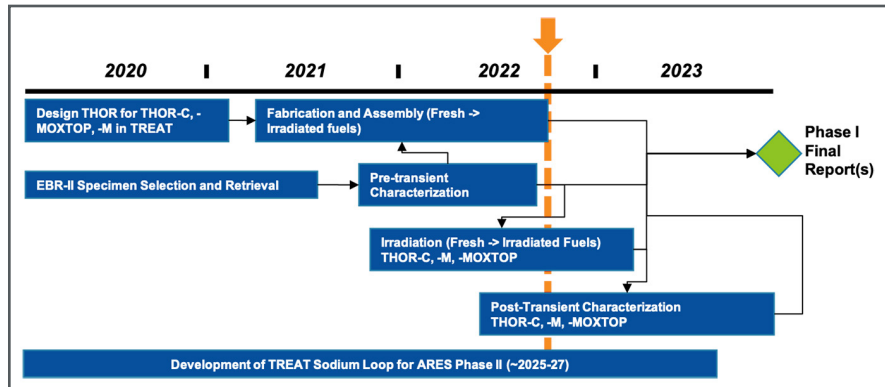 2020 I 2021 I 2022 I 2023
Design THOR for THOR-C, -
MOXTOP, -M in TREAT
Fabrication and Assembly (Fresh ->
Irradiated fuels)
Phase I
Final
Report(s)
EBR-II Specimen Selection and Retrieval
Pre-transient
Characterization
Irradiation (Fresh -> Irradiated Fuels)
THOR-C, -M, -MOXTOP
Post-Transient Characterization
THOR-C, -M, -MOXTOP
Development of TREAT Sodium Loop for ARES Phase II (~2025-27)